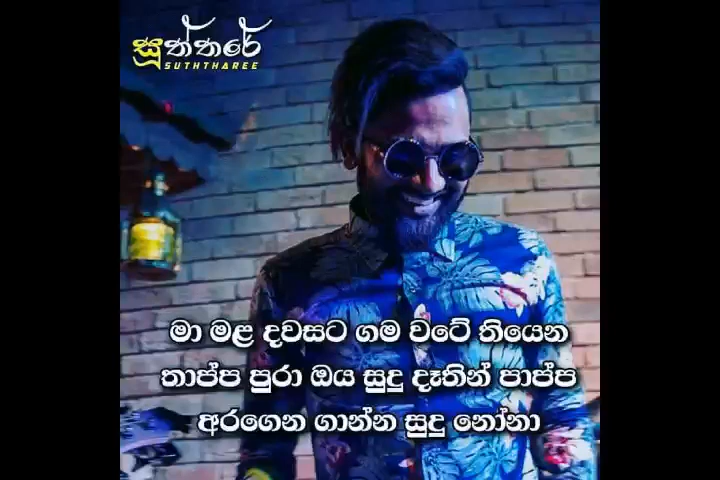 සුත්තරේ
SUTHTHAREE
මා මළ දවසට ගම වටේ තියෙන
තාප්ප පුරා ඔය සුදු දෑතින් පාප්ප
අරගෙන ගාන්න සුදු නෝනා